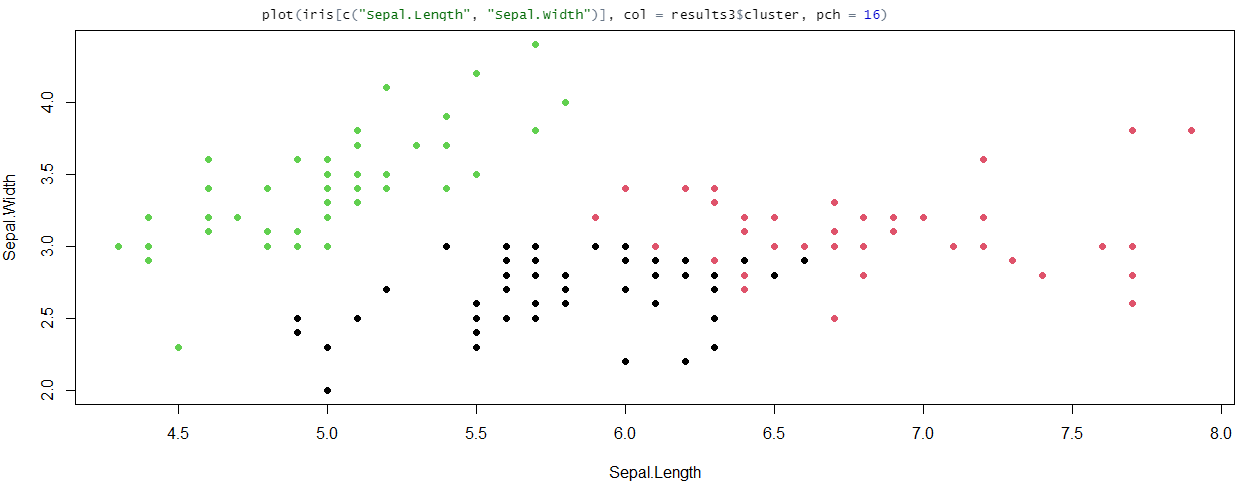 plot(iris[c("Sepal.Length", "Sepal.Width")], col = results3$cluster, pch = 16)
4.0
3.5
3.0
2.5
2.0
Sepal.Width
4.5 5.0 5.5 6.0 6.5 7.0 7.5 8.0
Sepal.Length